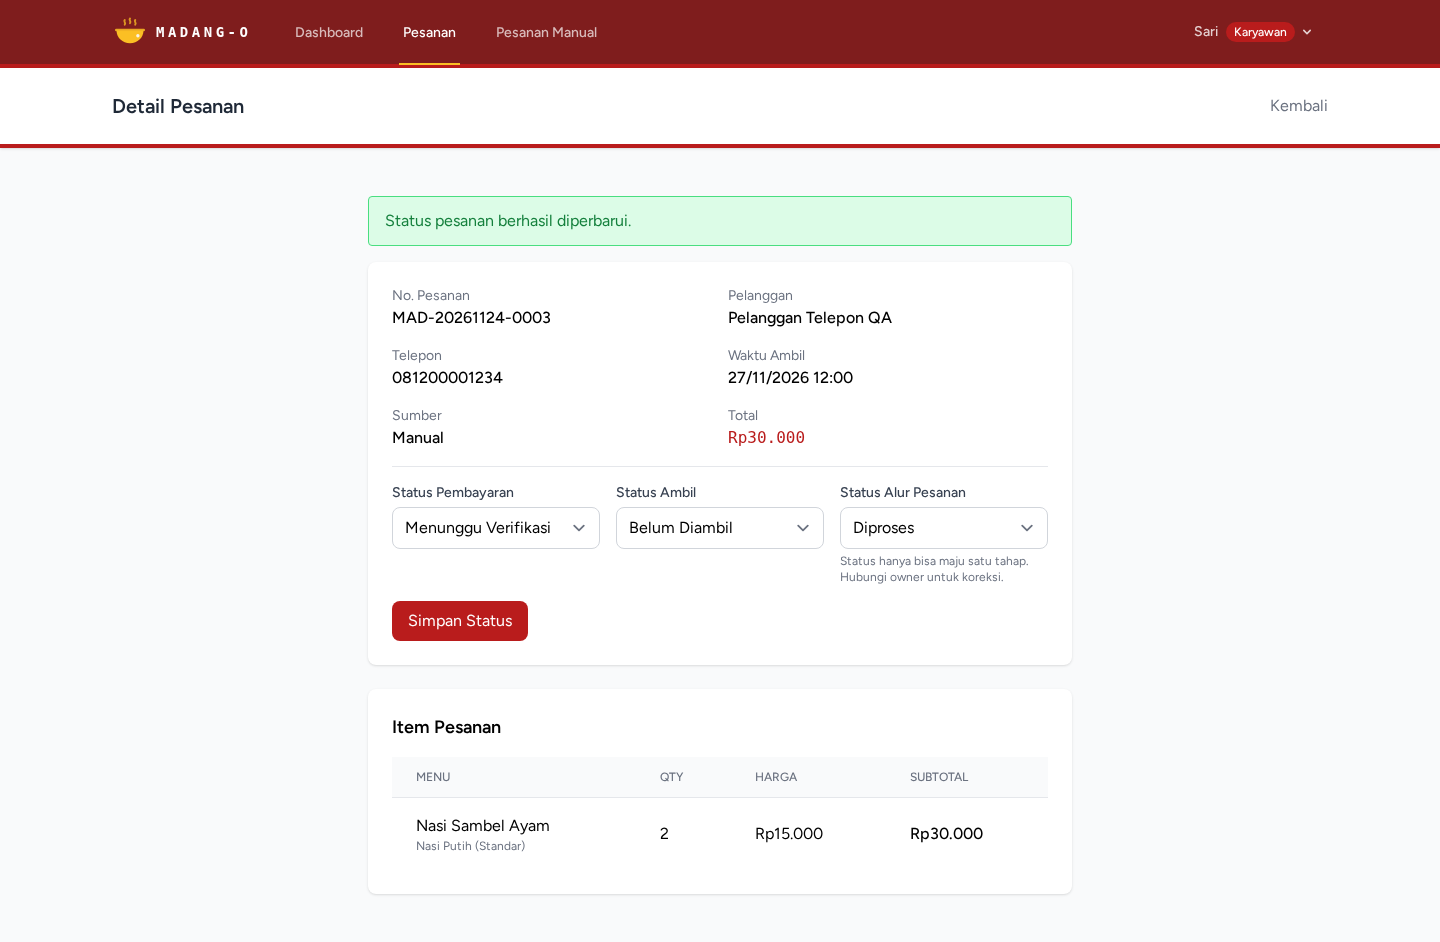 MADANG-O
Dashboard
Pesanan
Pesanan Manual
Sari
Karyawan
Detail Pesanan
Kembali
Status pesanan berhasil diperbarui.
No. Pesanan
MAD-20261124-0003
Pelanggan
Pelanggan Telepon QA
Telepon
081200001234
Waktu Ambil
27/11/2026 12:00
Sumber
Manual
Total
Rp30.000
Status Pembayaran
Menunggu Verifikasi
Status Ambil
Belum Diambil
Status Alur Pesanan
Diproses
Status hanya bisa maju satu tahap.
Hubungi owner untuk koreksi.
Simpan Status
Item Pesanan
MENU QTY HARGA SUBTOTAL
Nasi Sambel Ayam 2 Rp15.000 Rp30.000
Nasi Putih (Standar)